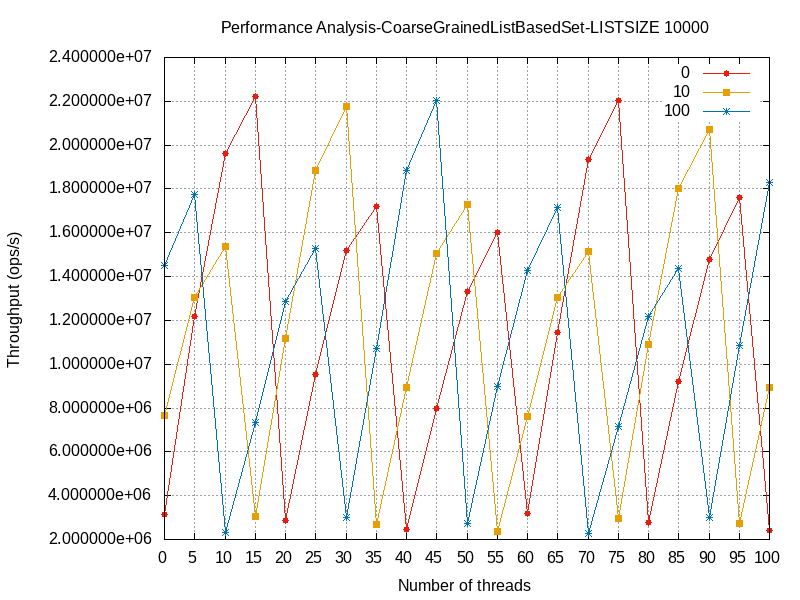 Performance Analysis-CoarseGrainedListBasedSet-LISTSIZE 10000
2.400000e+07
2.200000e+07
2.000000e+07
1.800000e+07
1.600000e+07
1.400000e+07
1.200000e+07
1.000000e+07
8.000000e+06
6.000000e+06
4.000000e+06
2.000000e+06
Throughput (ops/s)
0
10
100
0 5 10 15 20 25 30 35 40 45 50 55 60 65 70 75 80 85 90 95 100
Number of threads